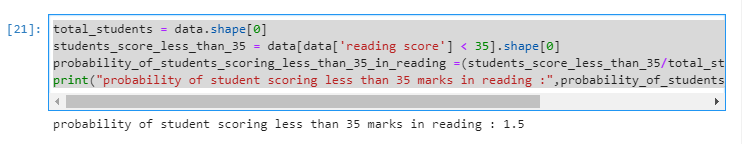 [21]: total_students = data.shape[0]
students_score_less_than_35 = data[data['reading score'] < 35].shape[0]
probability_of_students_scoring_less_than_35_in_reading =(students_score_less_than_35/total_st
print("probability of student scoring less than 35 marks in reading :",probability_of_students
probability of student scoring less than 35 marks in reading : 1.5